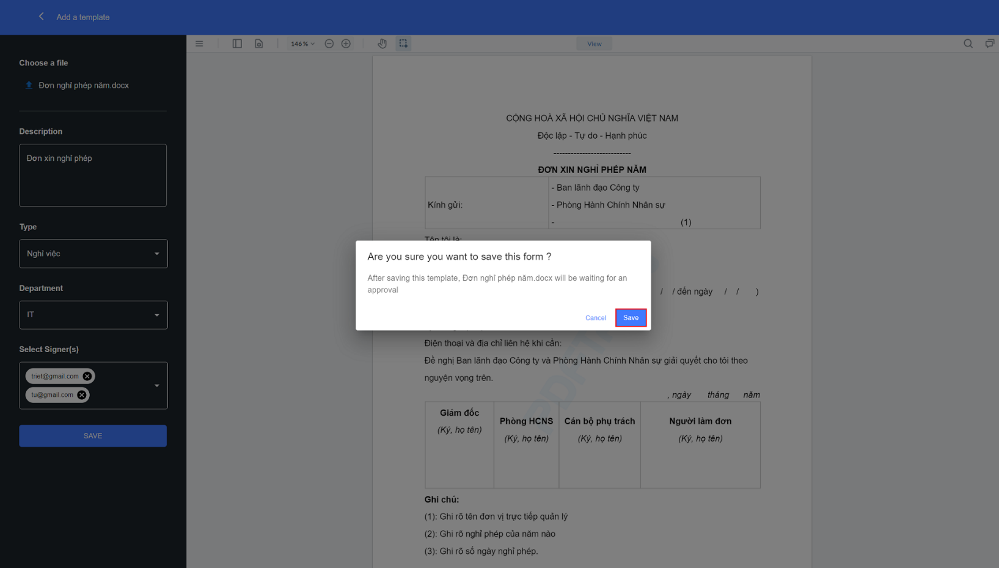 Add a template
Choose a file
Đơn nghỉ phép năm.docx
Description
Đơn xin nghỉ phép
Type
Nghỉ việc
Department
IT
Select Signer(s)
triet@gmail.com
tu@gmail.com
SAVE
146 %
View
CỘNG HOÀ XÃ HỘI CHỦ NGHĨA VIỆT NAM
Độc lập - Tự do - Hạnh phúc
--------------------------
ĐƠN XIN NGHỈ PHÉP NĂM
Kính gửi:
- Ban lãnh đạo Công ty
- Phòng Hành Chính Nhân sự
- (1)
Tên tôi là:
Are you sure you want to save this form ?
After saving this template, Đơn nghỉ phép năm.docx will be waiting for an
approval
Cancel
Save
/ / đến ngày / / )
Điện thoại và địa chỉ liên hệ khi cần:
Đề nghị Ban lãnh đạo Công ty và Phòng Hành Chính Nhân sự giải quyết cho tôi theo
nguyện vọng trên.
, ngày tháng năm
Giám đốc
(Ký, họ tên)
Phòng HCNS
(Ký, họ tên)
Cán bộ phụ trách
(Ký, họ tên)
Người làm đơn
(Ký, họ tên)
Ghi chú:
(1): Ghi rõ tên đơn vị trực tiếp quản lý
(2): Ghi rõ nghỉ phép của năm nào
(3): Ghi rõ số ngày nghỉ phép.